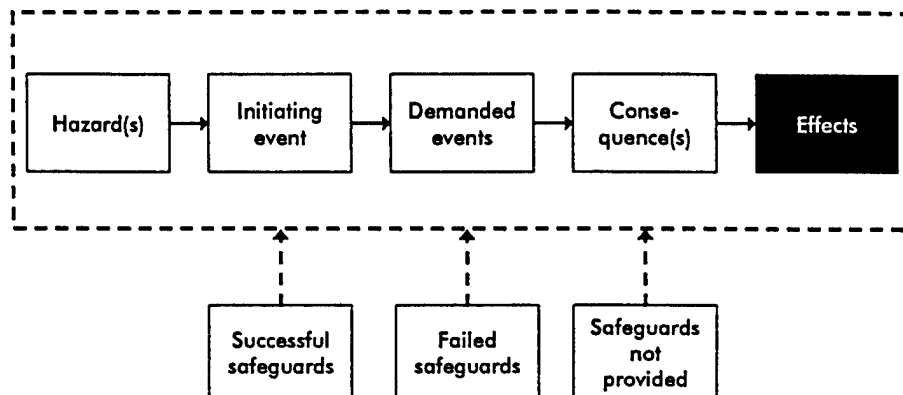 Hazard(s)
Initiating
event
Demanded
events
Conse-
quence(s)
Effects
Successful
safeguards
Failed
safeguards
Safeguards
not
provided